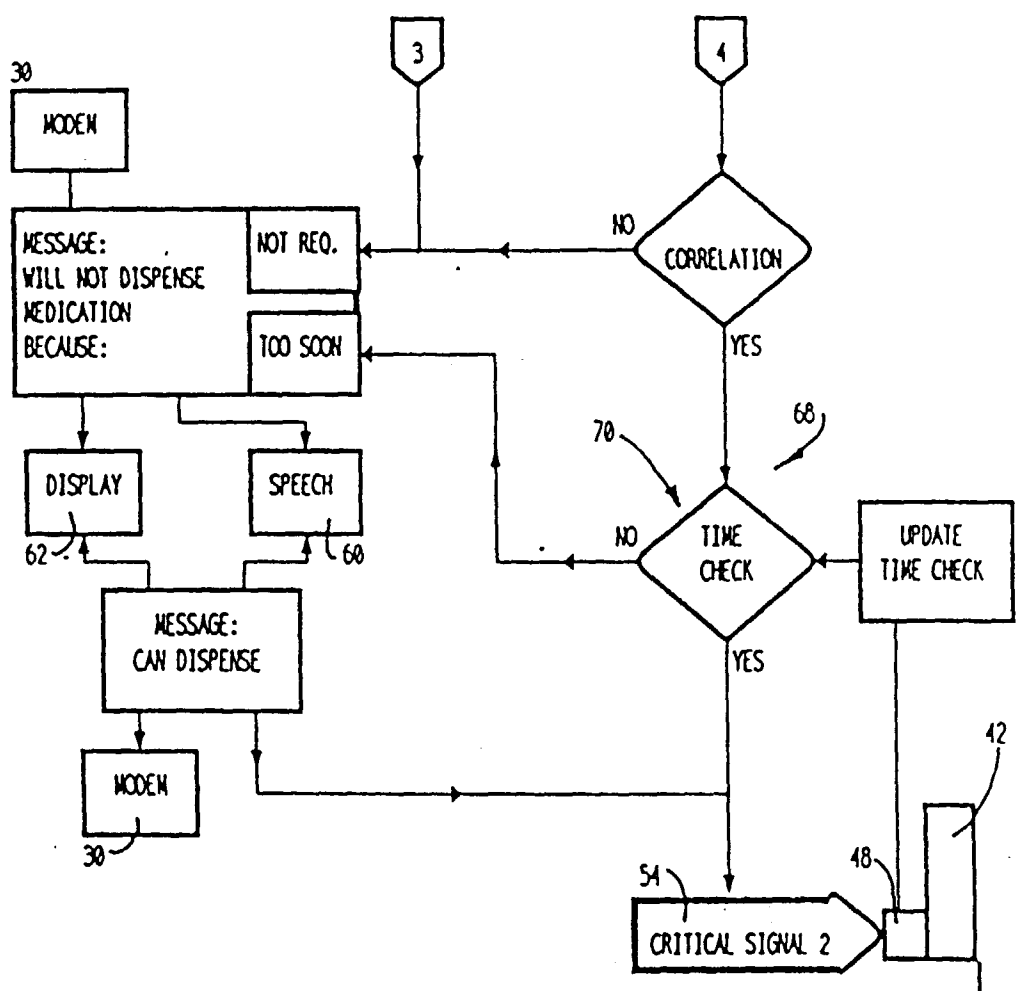 3
4
30
MODEM
MESSAGE:
WILL NOT DISPENSE
MEDICATION
BECAUSE:
NOT REQ.
TOO SOON
NO
CORRELATION
YES
70
68
DISPLAY
62
SPEECH
60
NO
TIME
CHECK
UPDATE
TIME CHECK
YES
MESSAGE:
CAN DISPENSE
MODEM
30
42
48
54
CRITICAL SIGNAL 2